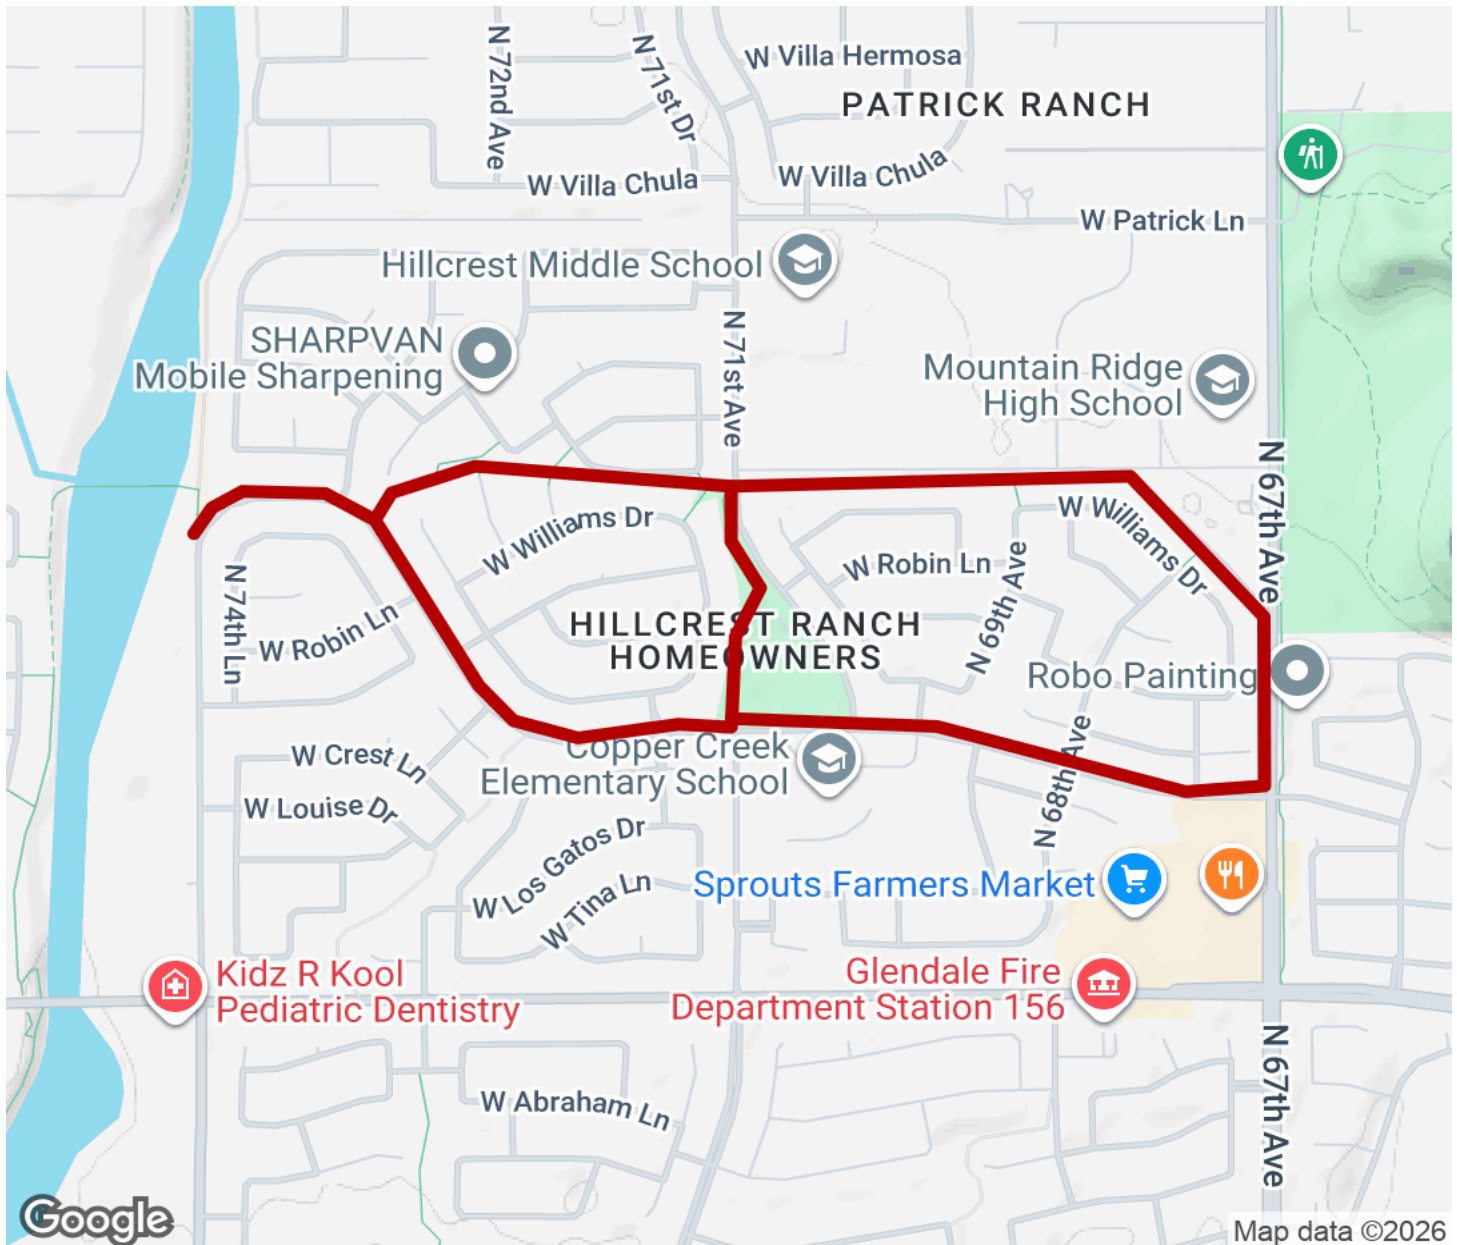 N 72nd Ave
N 71st Dr
W Villa Hermosa
PATRICK RANCH
W Villa Chula
W Villa Chula
W Patrick Ln
Hillcrest Middle School
N 71st Ave
SHARPVAN
Mobile Sharpening
Mountain Ridge
High School
N 67th Ave
W Williams Dr
W Williams Dr
W Robin Ln
N 69th Ave
N 74th Ln
W Robin Ln
HILLCREST RANCH
HOMEOWNERS
Robo Painting
W Crest Ln
Copper Creek
Elementary School
N 68th Ave
W Louise Dr
W Los Gatos Dr
W Tina Ln
Sprouts Farmers Market
Kidz R Kool
Pediatric Dentistry
Glendale Fire
Department Station 156
N 67th Ave
W Abraham Ln
Google
Map data ©2026